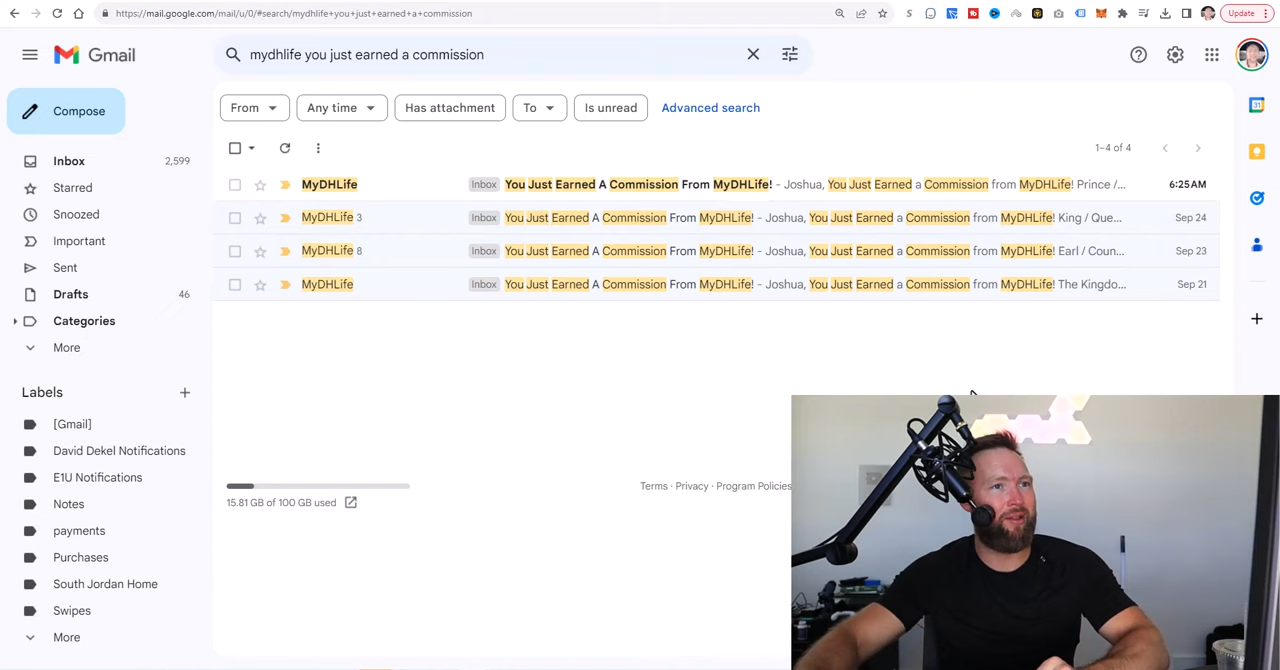 https://mail.google.com/mail/u/0/#search/mydhlife+you+just+earned+a+commission
Update
Gmail
mydhlife you just earned a commission
Compose
From
Any time
Has attachment
To
Is unread
Advanced search
1–4 of 4
Inbox 2,599
Starred
Snoozed
Important
Sent
Drafts 46
Categories
More
MyDHLife Inbox You Just Earned A Commission From MyDHLife! - Joshua, You Just Earned a Commission from MyDHLife! Prince /... 6:25 AM
MyDHLife 3 Inbox You Just Earned A Commission From MyDHLife! - Joshua, You Just Earned a Commission from MyDHLife! King / Que... Sep 24
MyDHLife 8 Inbox You Just Earned A Commission From MyDHLife! - Joshua, You Just Earned a Commission from MyDHLife! Earl / Coun... Sep 23
MyDHLife Inbox You Just Earned A Commission From MyDHLife! - Joshua, You Just Earned a Commission from MyDHLife! The Kingdo... Sep 21
Labels
[Gmail]
David Dekel Notifications
E1U Notifications
Notes
payments
Purchases
South Jordan Home
Swipes
More
15.81 GB of 100 GB used
Terms · Privacy · Program Policies
31